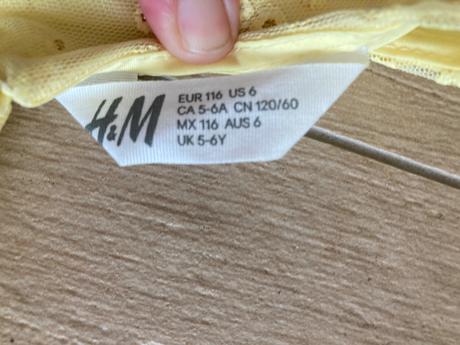 H&M
EUR 116 US 6
CA 5-6A CN 120/60
MX 116 AUS 6
UK 5-6Y